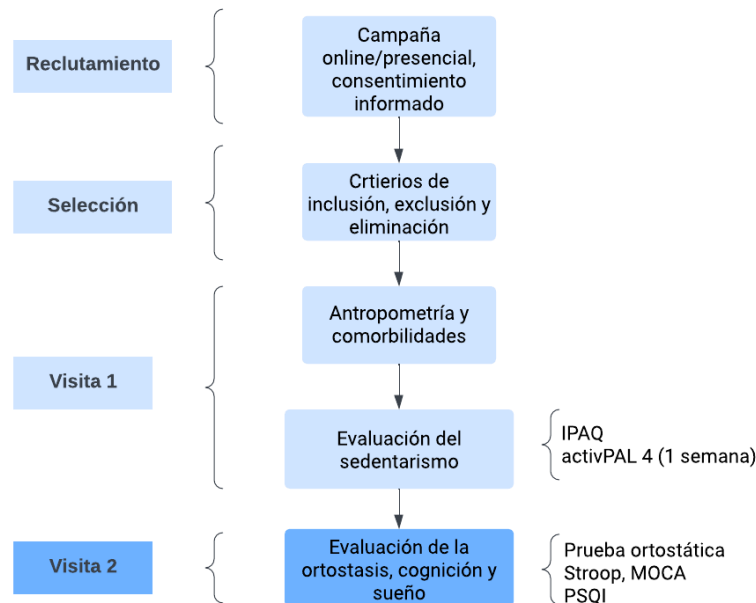 Reclutamiento
Campaña
online/presencial,
consentimiento
informado
Selección
Crtierios de
inclusión, exclusión y
eliminación
Visita 1
Antropometría y
comorbilidades
Evaluación del
sedentarismo
IPAQ
activPAL 4 (1 semana)
Visita 2
Evaluación de la
ortostasis, cognición y
sueño
Prueba ortostática
Stroop, MOCA
PSQI